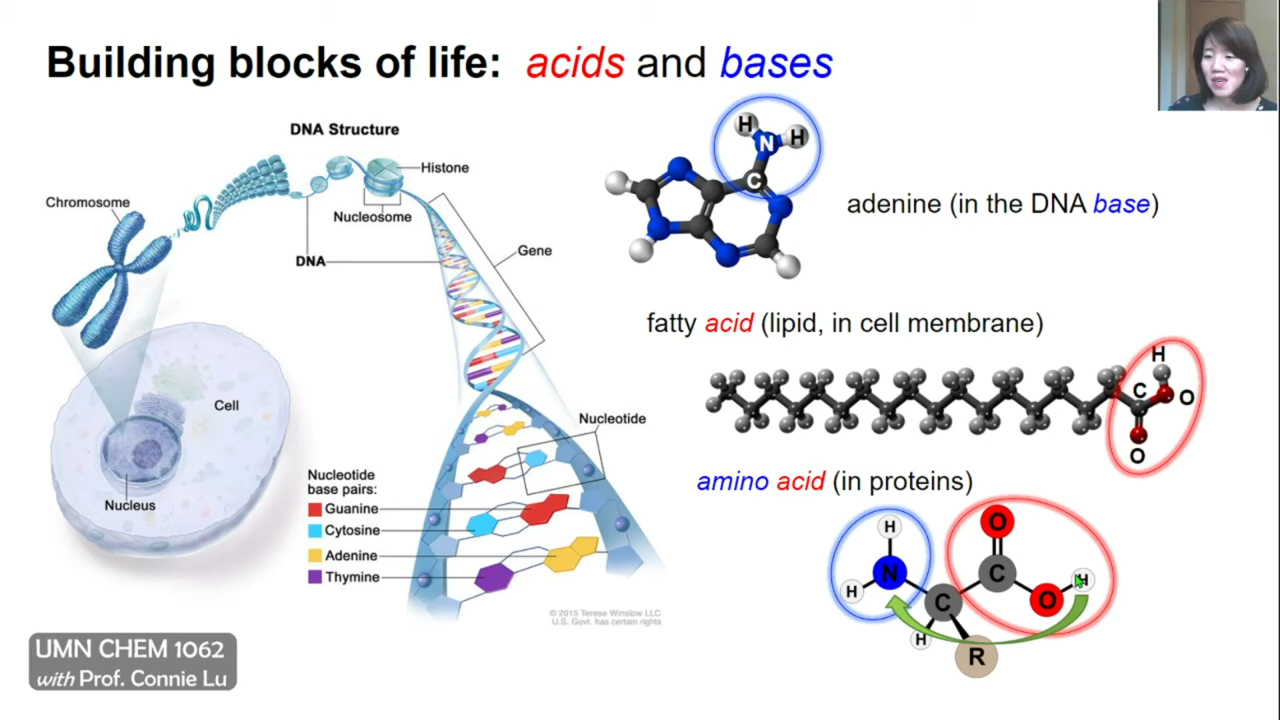 Building blocks of life: acids and bases
DNA Structure
Histone
Chromosome
Nucleosome
DNA
Gene
Cell
Nucleus
Nucleotide
Nucleotide
base pairs:
Guanine
Cytosine
Adenine
Thymine
© 2015 Terese Winslow LLC
U.S. Govt. has certain rights
H
H
N
C
adenine (in the DNA base)
fatty acid (lipid, in cell membrane)
H
C
O
O
amino acid (in proteins)
H
O
N
C
H
H
O
C
H
R
UMN CHEM 1062
with Prof. Connie Lu